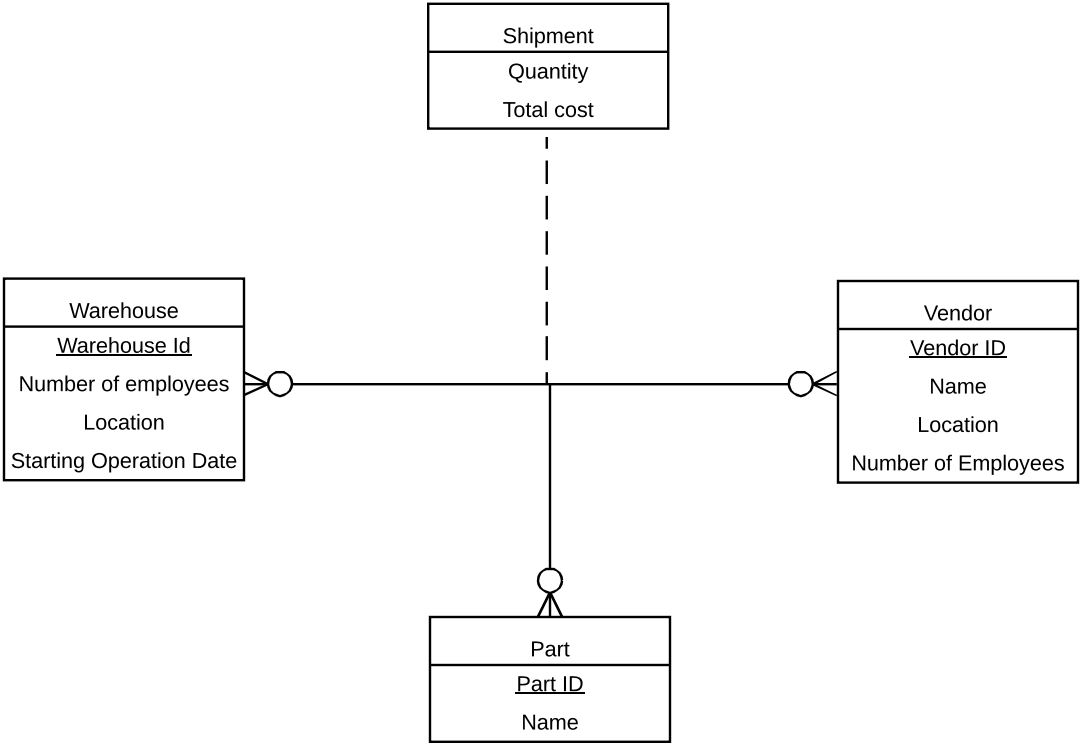 Shipment
Quantity
Total cost
Warehouse
Warehouse Id
Number of employees
Location
Starting Operation Date
Vendor
Vendor ID
Name
Location
Number of Employees
Part
Part ID
Name